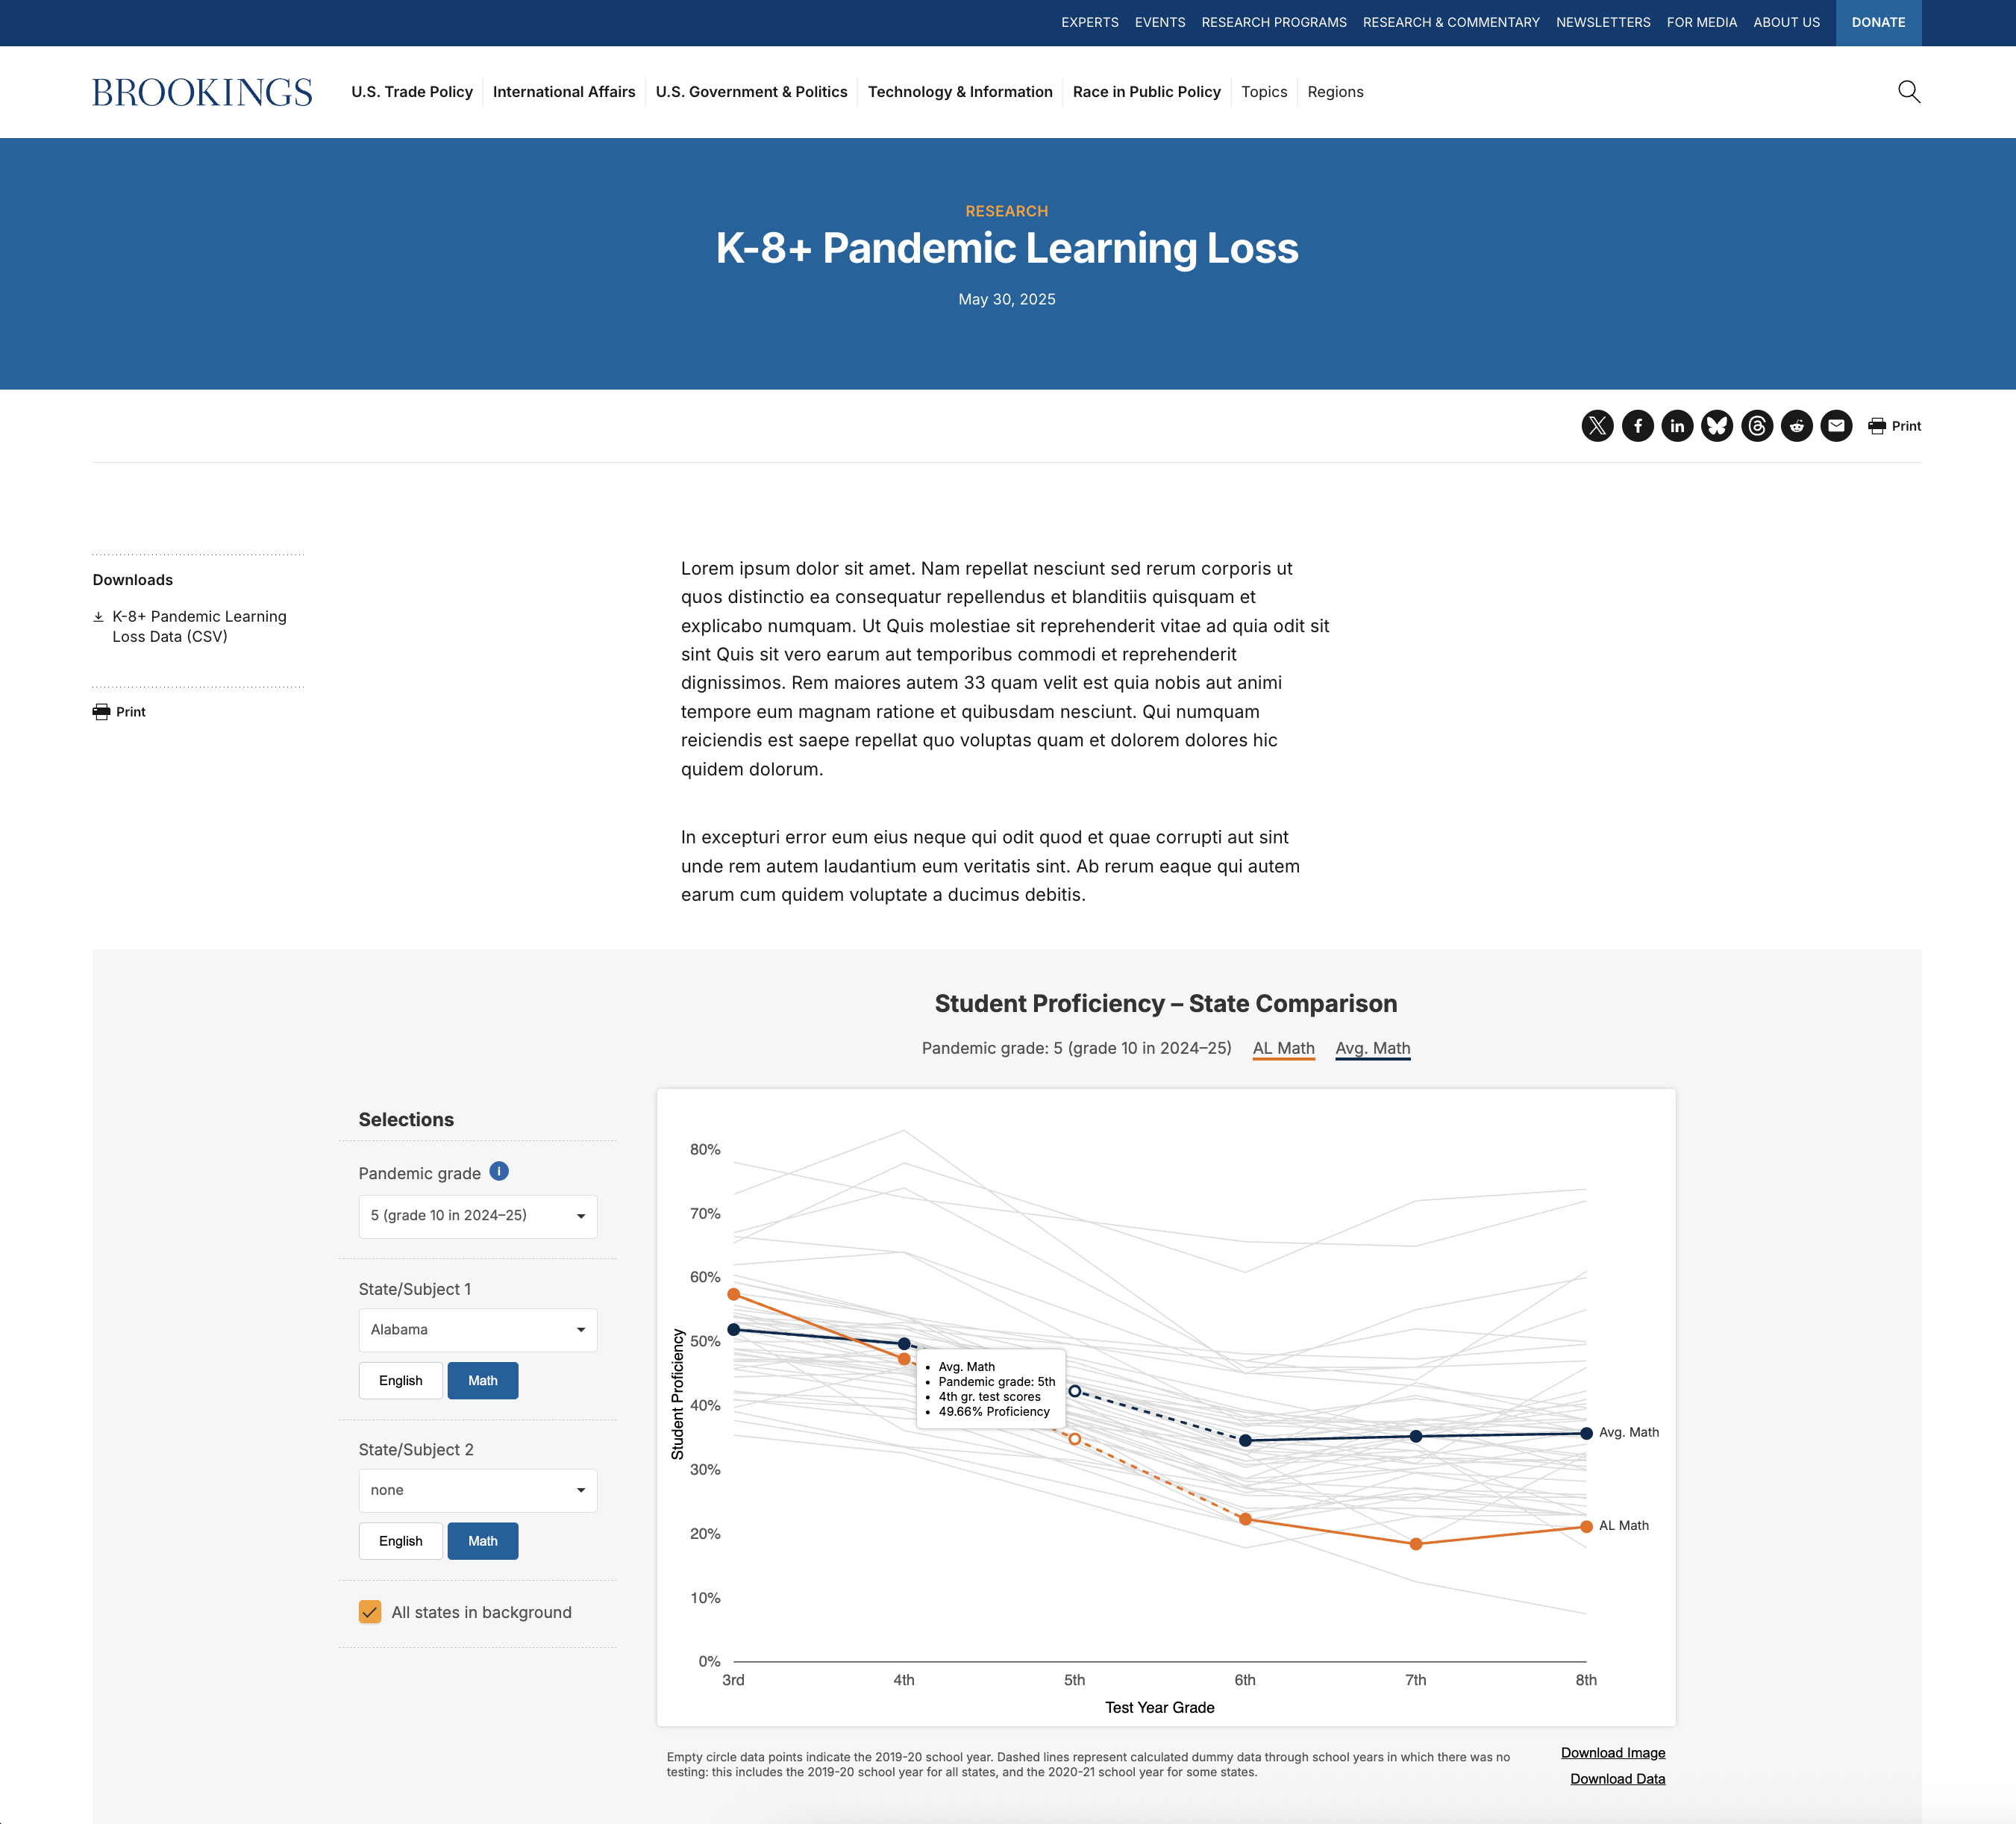 EXPERTS EVENTS RESEARCH PROGRAMS RESEARCH & COMMENTARY NEWSLETTERS FOR MEDIA ABOUT US DONATE
BROOKINGS U.S. Trade Policy International Affairs U.S. Government & Politics Technology & Information Race in Public Policy Topics Regions
RESEARCH
K-8+ Pandemic Learning Loss
May 30, 2025
Print
Downloads
K-8+ Pandemic Learning
Loss Data (CSV)
Print
Lorem ipsum dolor sit amet. Nam repellat nesciunt sed rerum corporis ut
quos distinctio ea consequatur repellendus et blanditiis quisquam et
explicabo numquam. Ut Quis molestiae sit reprehenderit vitae ad quia odit sit
sint Quis sit vero earum aut temporibus commodi et reprehenderit
dignissimos. Rem maiores autem 33 quam velit est quia nobis aut animi
tempore eum magnam ratione et quibusdam nesciunt. Qui numquam
reiciendis est saepe repellat quo voluptas quam et dolorem dolores hic
quidem dolorum.
In excepturi error eum eius neque qui odit quod et quae corrupti aut sint
unde rem autem laudantium eum veritatis sint. Ab rerum eaque qui autem
earum cum quidem voluptate a ducimus debitis.
Student Proficiency – State Comparison
Pandemic grade: 5 (grade 10 in 2024–25) AL Math Avg. Math
Selections
Pandemic grade i
5 (grade 10 in 2024–25)
State/Subject 1
Alabama
English Math
State/Subject 2
none
English Math
All states in background
Student Proficiency
80%
70%
60%
50%
40%
30%
20%
10%
0%
Avg. Math
Pandemic grade: 5th
4th gr. test scores
49.66% Proficiency
Avg. Math
AL Math
3rd 4th 5th 6th 7th 8th
Test Year Grade
Empty circle data points indicate the 2019-20 school year. Dashed lines represent calculated dummy data through school years in which there was no
testing: this includes the 2019-20 school year for all states, and the 2020-21 school year for some states.
Download Image
Download Data